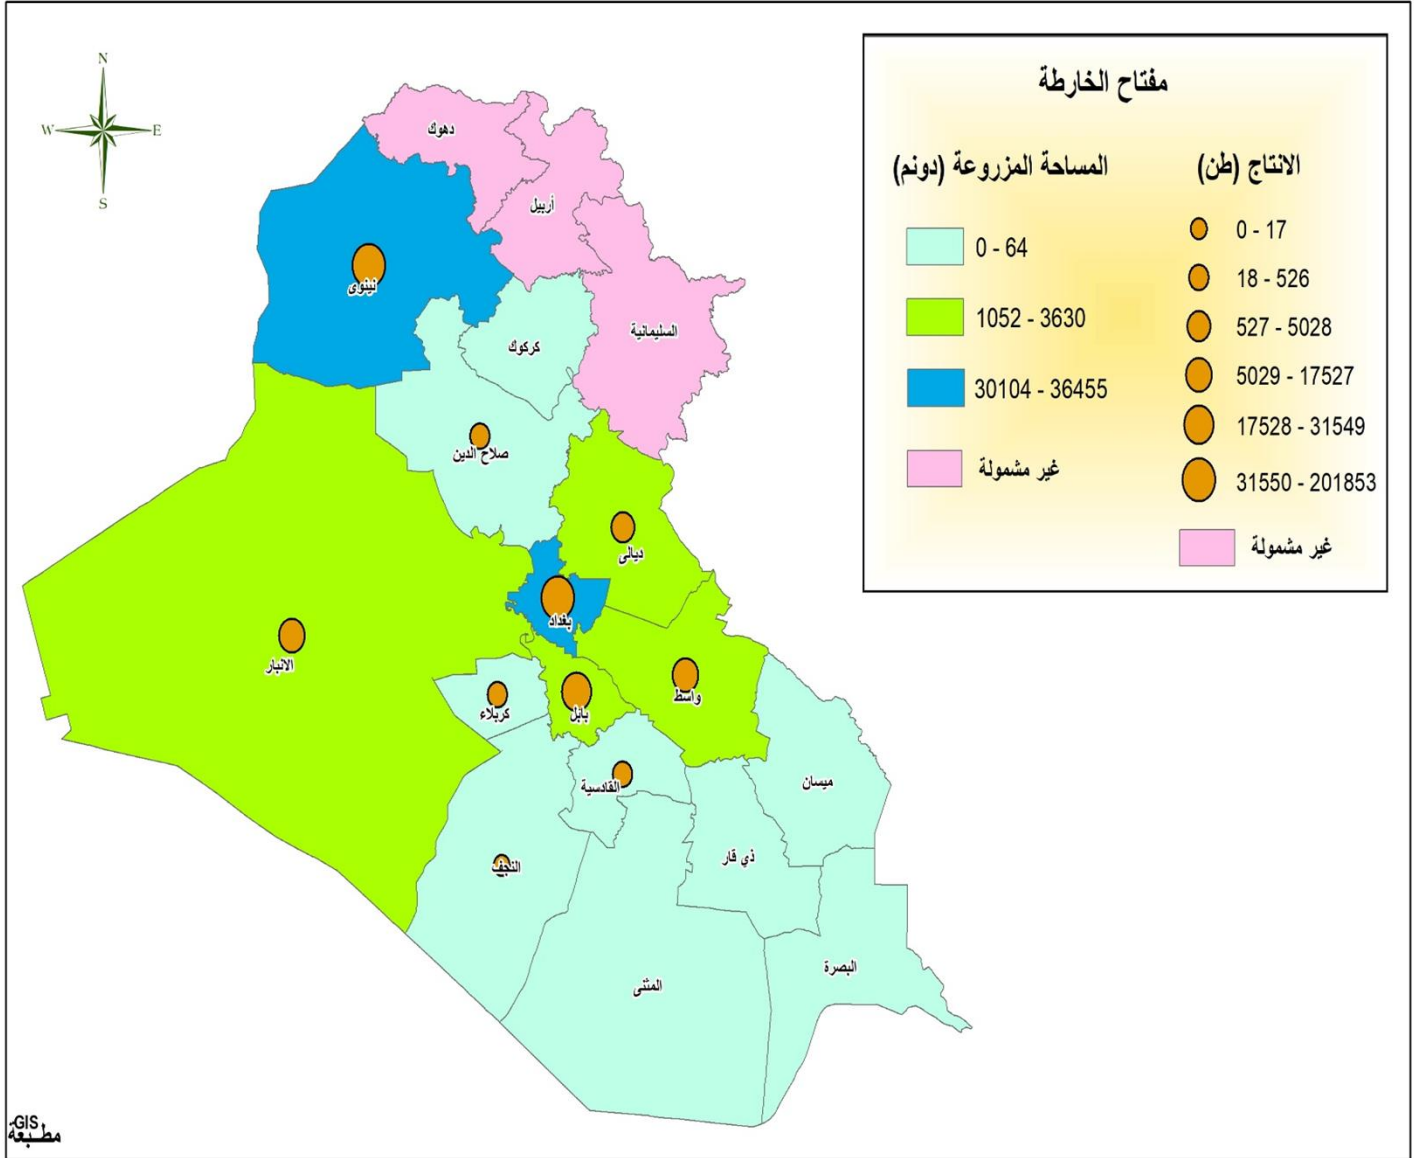 N
W
E
S
مفتاح الخارطة
الانتاج (طن)
0 - 17
18 - 526
527 - 5028
5029 - 17527
17528 - 31549
31550 - 201853
غير مشمولة
المساحة المزروعة (دونم)
0 - 64
1052 - 3630
30104 - 36455
غير مشمولة
دهوك
أربيل
نينوى
السليمانية
كركوك
صلاح الدين
ديالى
بغداد
الانبار
واسط
كربلاء
بابل
ميسان
القادسية
ذي قار
النجف
البصرة
المثنى
GIS
مطبعة